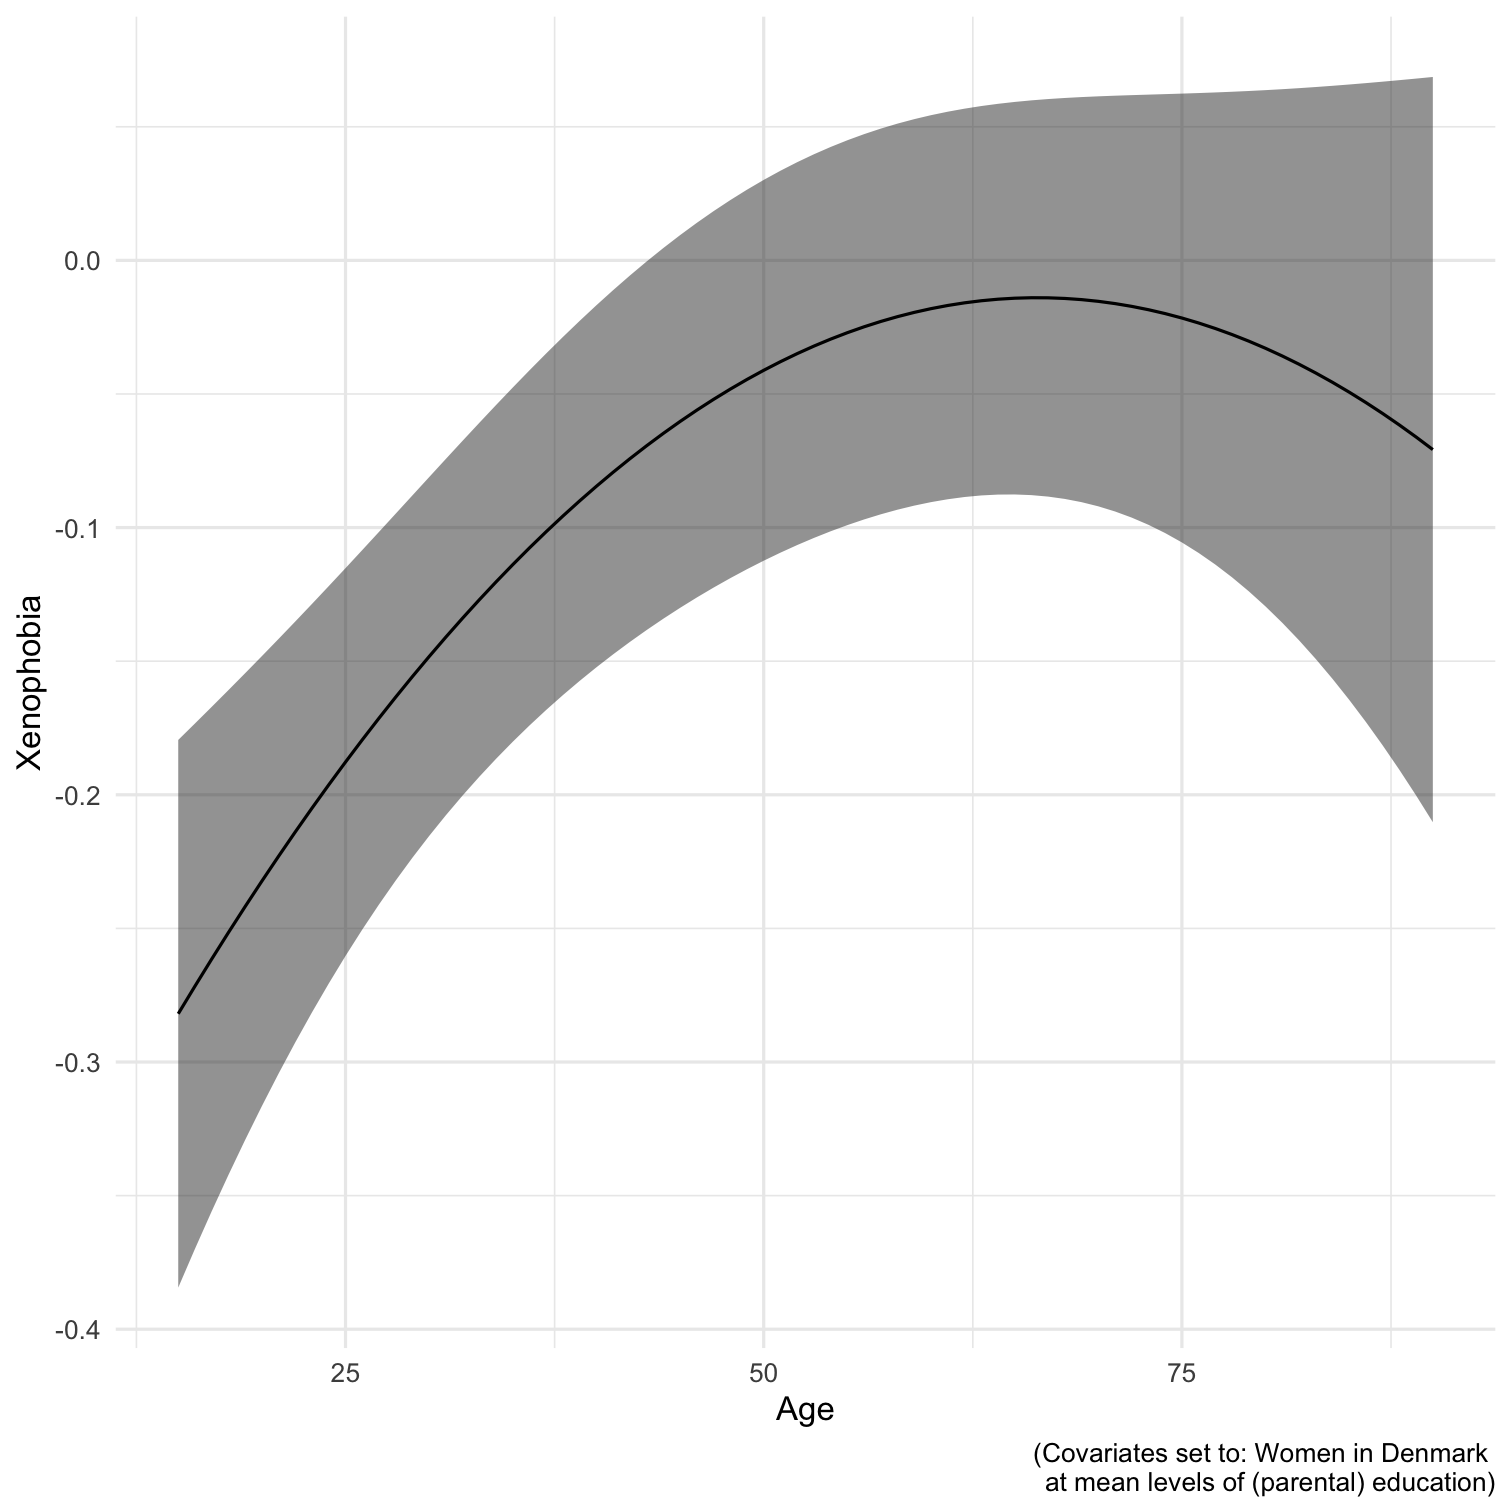 Xenophobia
0.0
-0.1
-0.2
-0.3
-0.4
25 50 75
Age
(Covariates set to: Women in Denmark
at mean levels of (parental) education)